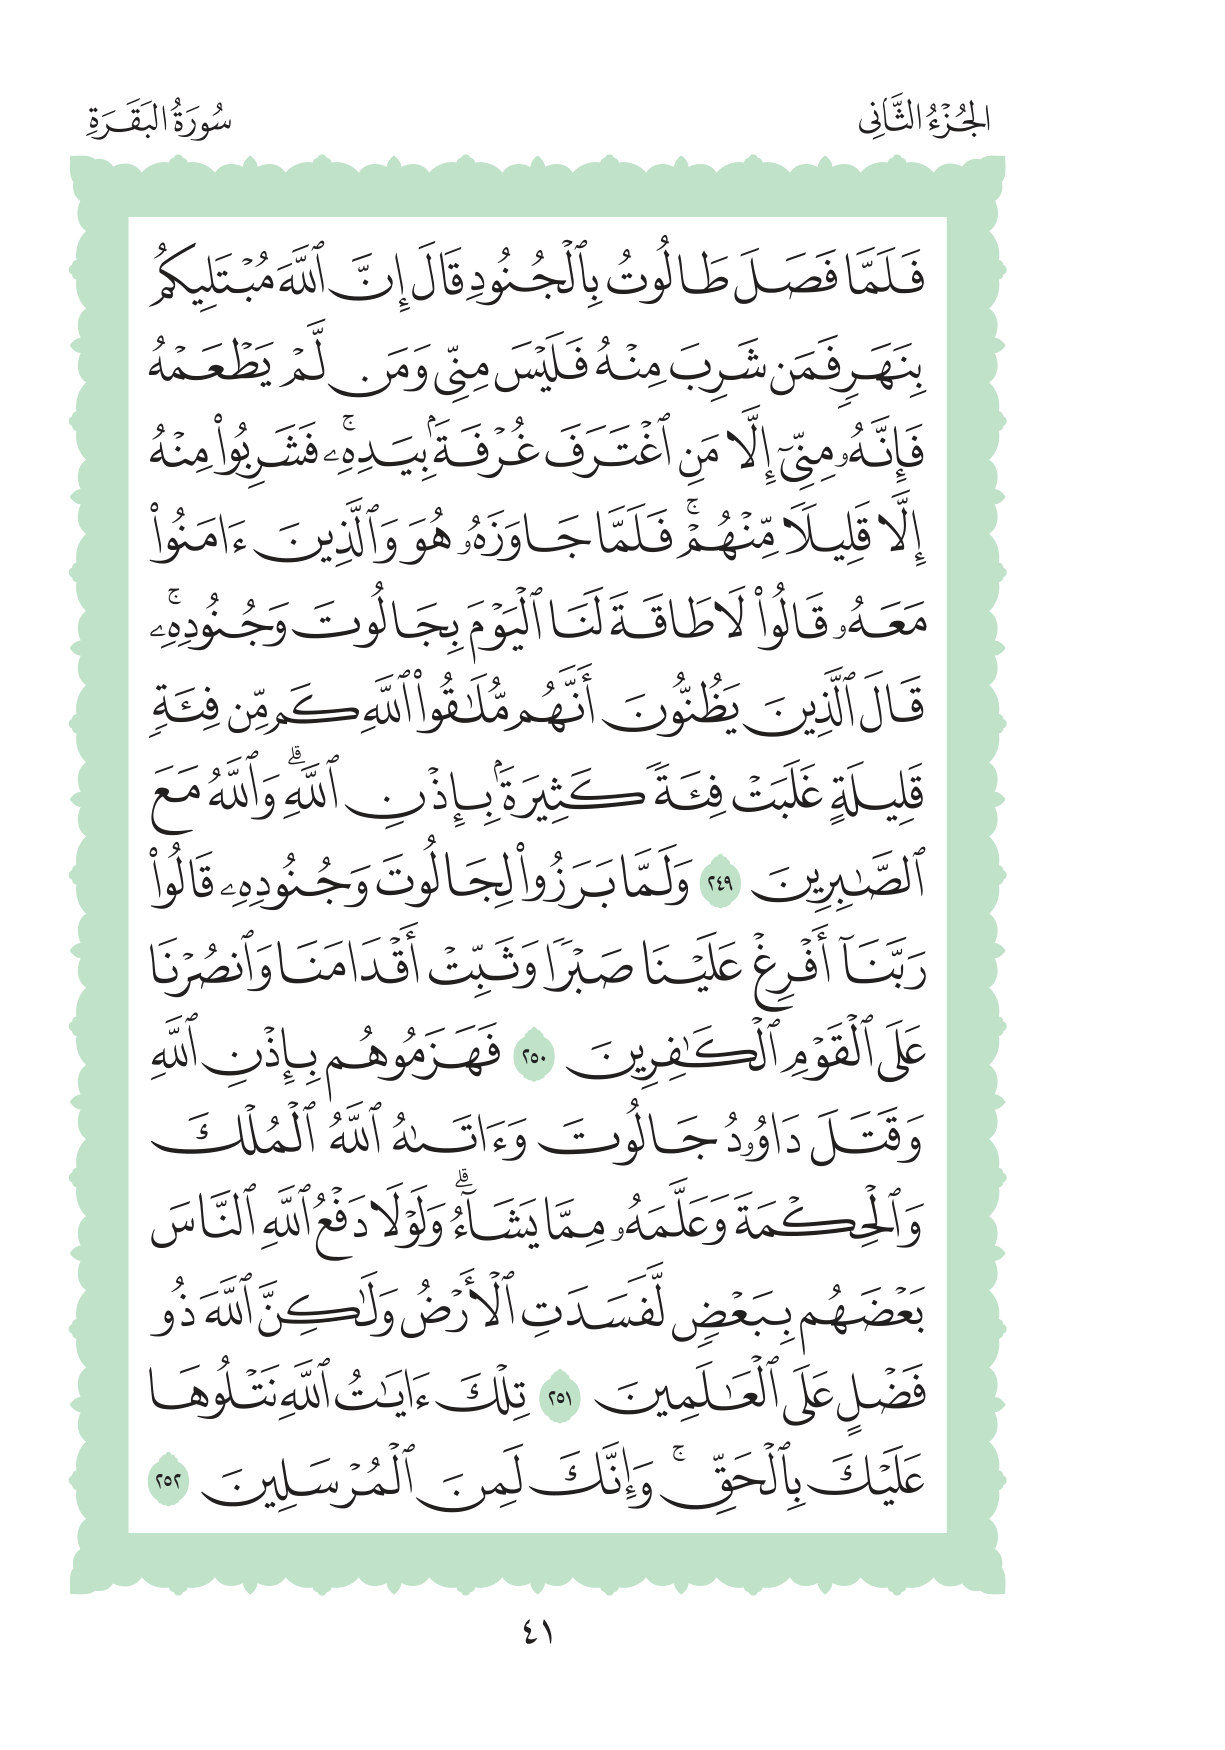 الجُزْءُ الثَّانِي
سُورَةُ البَقَرَةِ
فَلَمَّا فَصَلَ طَالُوتُ بِٱلْجُنُودِ قَالَ إِنَّ ٱللَّهَ مُبْتَلِيكُم
بِنَهَرٍ فَمَن شَرِبَ مِنْهُ فَلَيْسَ مِنِّي وَمَن لَّمْ يَطْعَمْهُ
فَإِنَّهُۥ مِنِّيٓ إِلَّا مَنِ ٱغْتَرَفَ غُرْفَةَۢ بِيَدِهِۦۚ فَشَرِبُوا۟ مِنْهُ
إِلَّا قَلِيلًا مِّنْهُمْۚ فَلَمَّا جَاوَزَهُۥ هُوَ وَٱلَّذِينَ ءَامَنُوا۟
مَعَهُۥ قَالُوا۟ لَا طَاقَةَ لَنَا ٱلْيَوْمَ بِجَالُوتَ وَجُنُودِهِۦۚ
قَالَ ٱلَّذِينَ يَظُنُّونَ أَنَّهُم مُّلَـٰقُوا۟ ٱللَّهِ كَم مِّن فِئَةٍ
قَلِيلَةٍ غَلَبَتْ فِئَةً كَثِيرَةَۢ بِإِذْنِ ٱللَّهِۗ وَٱللَّهُ مَعَ
ٱلصَّـٰبِرِينَ ٢٤٩ وَلَمَّا بَرَزُوا۟ لِجَالُوتَ وَجُنُودِهِۦ قَالُوا۟
رَبَّنَآ أَفْرِغْ عَلَيْنَا صَبْرًا وَثَبِّتْ أَقْدَامَنَا وَٱنصُرْنَا
عَلَى ٱلْقَوْمِ ٱلْكَـٰفِرِينَ ٢٥٠ فَهَزَمُوهُم بِإِذْنِ ٱللَّهِ
وَقَتَلَ دَاوُۥدُ جَالُوتَ وَءَاتَىٰهُ ٱللَّهُ ٱلْمُلْكَ
وَٱلْحِكْمَةَ وَعَلَّمَهُۥ مِمَّا يَشَآءُۗ وَلَوْلَا دَفْعُ ٱللَّهِ ٱلنَّاسَ
بَعْضَهُم بِبَعْضٍ لَّفَسَدَتِ ٱلْأَرْضُ وَلَـٰكِنَّ ٱللَّهَ ذُو
فَضْلٍ عَلَى ٱلْعَـٰلَمِينَ ٢٥١ تِلْكَ ءَايَـٰتُ ٱللَّهِ نَتْلُوهَا
عَلَيْكَ بِٱلْحَقِّۚ وَإِنَّكَ لَمِنَ ٱلْمُرْسَلِينَ ٢٥٢
٤١